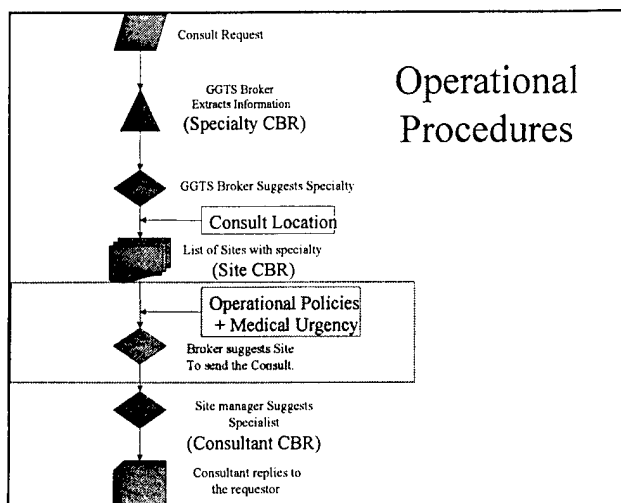 Consult Request
Operational
Procedures
GGTS Broker
Extracts Information
(Specialty CBR)
GGTS Broker Suggests Specialty
Consult Location
List of Sites with specialty
(Site CBR)
Operational Policies
+ Medical Urgency
Broker suggests Site
To send the Consult.
Site manager Suggests
Specialist
(Consultant CBR)
Consultant replies to
the requestor